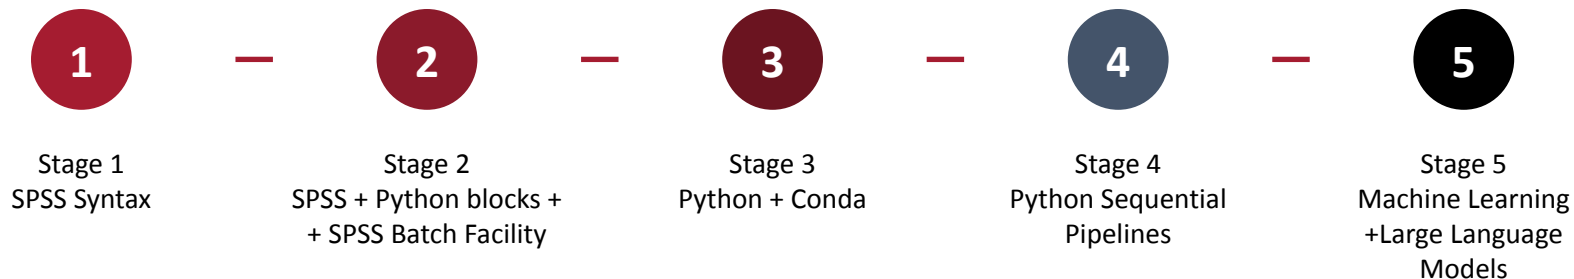 1
2
3
4
5
Stage 1
SPSS Syntax
Stage 2
SPSS + Python blocks +
+ SPSS Batch Facility
Stage 3
Python + Conda
Stage 4
Python Sequential
Pipelines
Stage 5
Machine Learning
+Large Language
Models